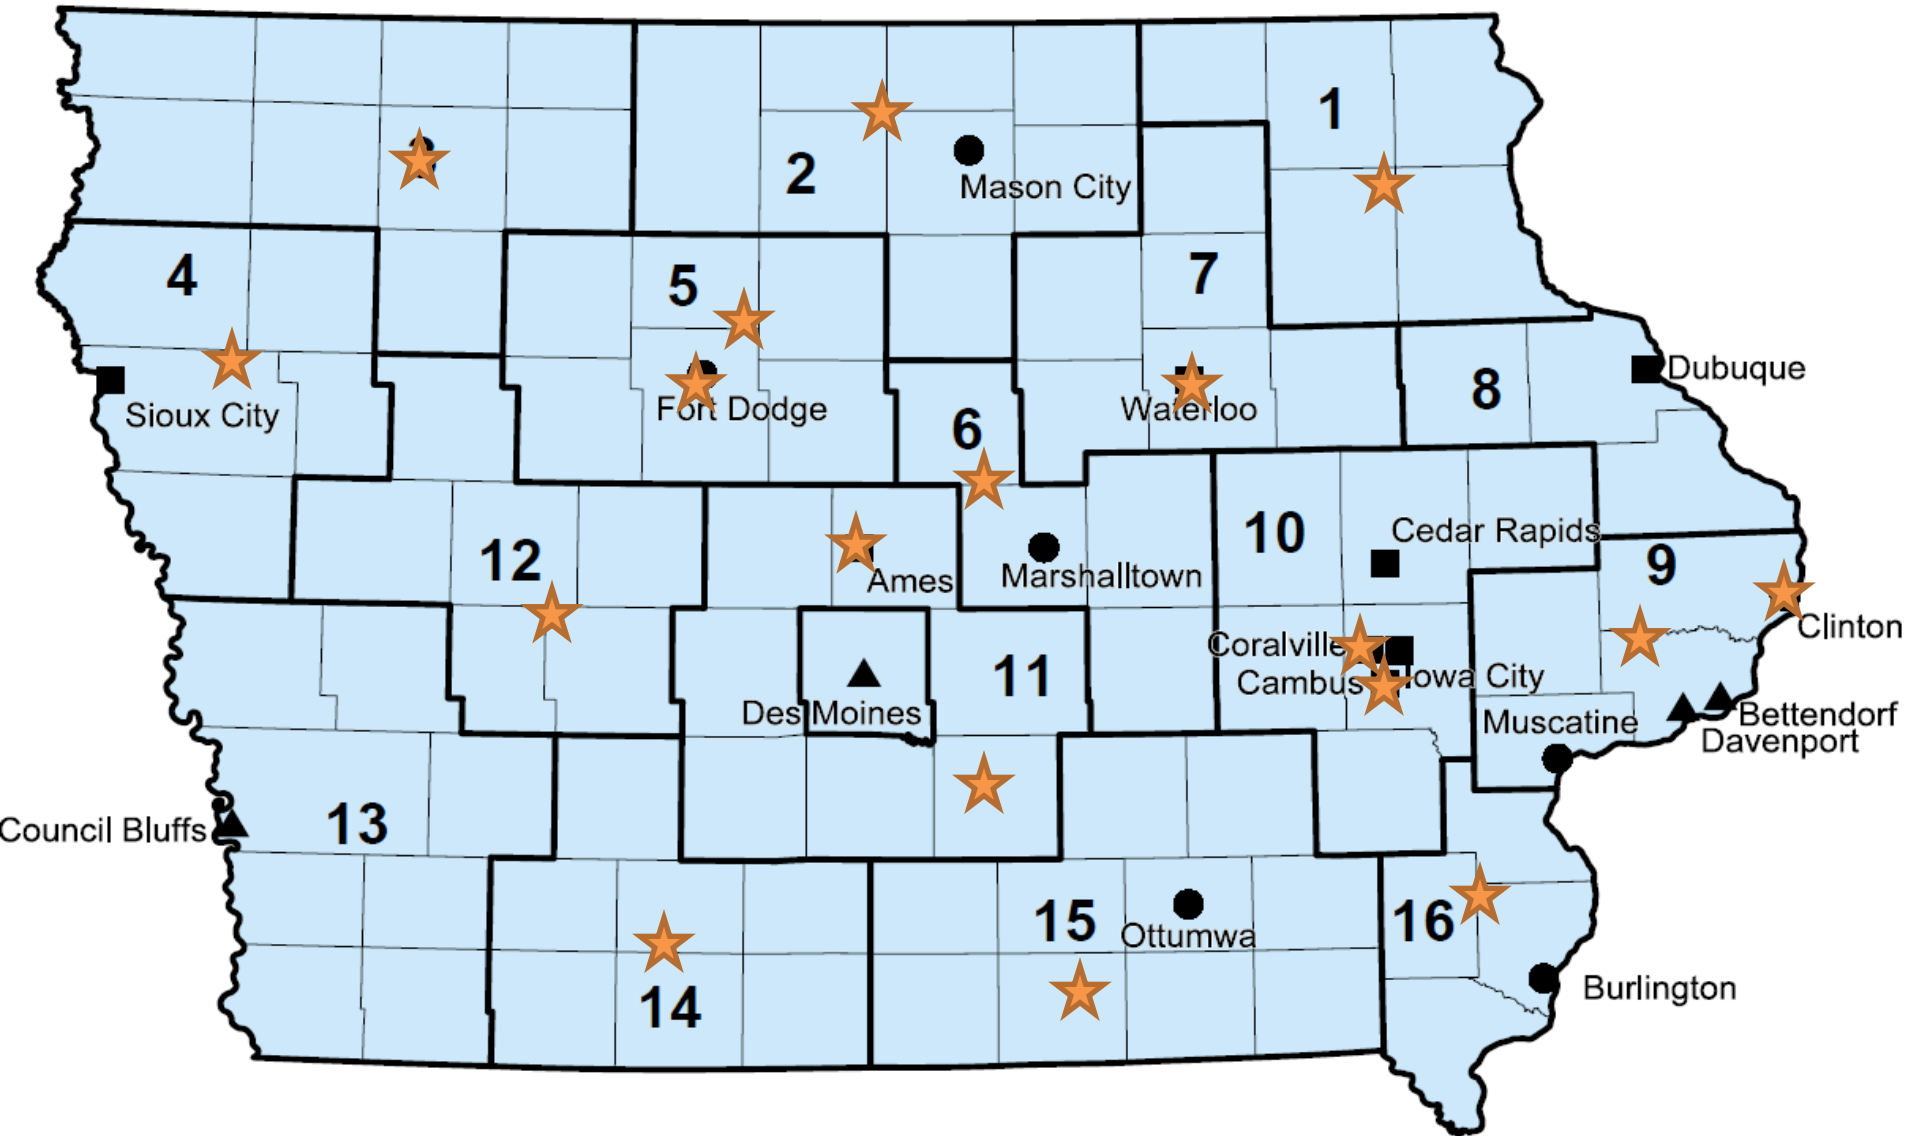 1
2
Mason City
4
5
7
Dubuque
8
Sioux City
Fort Dodge
Waterloo
6
10
Cedar Rapids
12
Ames
Marshalltown
9
Clinton
Coralville
11
Cambus
Iowa City
Des Moines
Muscatine
Bettendorf
Davenport
13
Council Bluffs
15
16
Ottumwa
14
Burlington